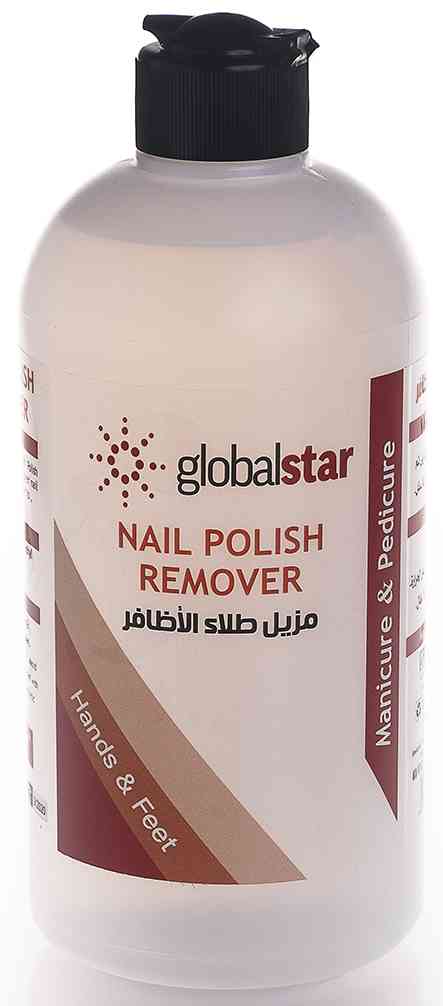 globalstar
NAIL POLISH
REMOVER
مزيل طلاء الأظافر
Hands & Feet
Manicure & Pedicure